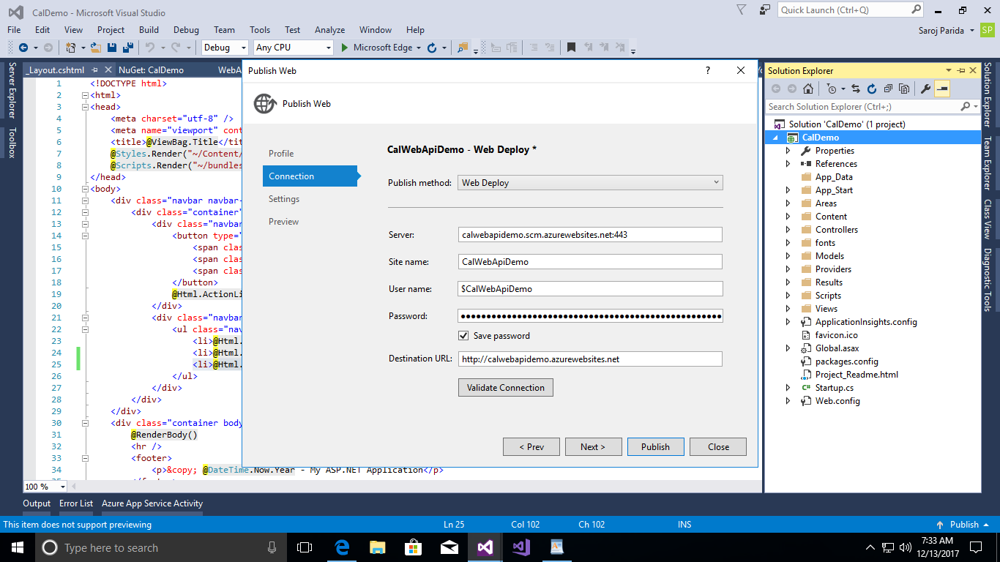 CalDemo - Microsoft Visual Studio
Quick Launch (Ctrl+Q)
File Edit View Project Build Debug Team Tools Test Analyze Window Help
Saroj Parida SP
Debug Any CPU Microsoft Edge
Server Explorer
Toolbox
_Layout.cshtml NuGet: CalDemo WebA
1 <!DOCTYPE html>
2 <html>
3 <head>
4 <meta charset="utf-8" />
5 <meta name="viewport" cont
6 <title>@ViewBag.Title</tit
7 @Styles.Render("~/Content/
8 @Scripts.Render("~/bundles
9 </head>
10 <body>
11 <div class="navbar navbar-
12 <div class="container"
13 <div class="navbar
14 <button type="
15 <span clas
16 <span clas
17 <span clas
18 </button>
19 @Html.ActionLi
20 </div>
21 <div class="navbar
22 <ul class="nav
23 <li>@Html.
24 <li>@Html.
25 <li>@Html.
26 </ul>
27 </div>
28 </div>
29 </div>
30 <div class="container body
31 @RenderBody()
32 <hr />
33 <footer>
34 <p>&copy; @DateTime.Now.Year - My ASP.NET Application</p>
100 %
Publish Web
?
Publish Web
Profile
Connection
Settings
Preview
CalWebApiDemo - Web Deploy *
Publish method: Web Deploy
Server: calwebapidemo.scm.azurewebsites.net:443
Site name: CalWebApiDemo
User name: $CalWebApiDemo
Password:
Save password
Destination URL: http://calwebapidemo.azurewebsites.net
Validate Connection
< Prev Next > Publish Close
Solution Explorer
Search Solution Explorer (Ctrl+;)
Solution 'CalDemo' (1 project)
CalDemo
Properties
References
App_Data
App_Start
Areas
Content
Controllers
fonts
Models
Providers
Results
Scripts
Views
ApplicationInsights.config
favicon.ico
Global.asax
packages.config
Project_Readme.html
C# Startup.cs
Web.config
Solution Explorer
Team Explorer
Class View
Diagnostic Tools
Output Error List Azure App Service Activity
This item does not support previewing Ln 25 Col 102 Ch 102 INS Publish
Type here to search
7:33 AM
12/13/2017